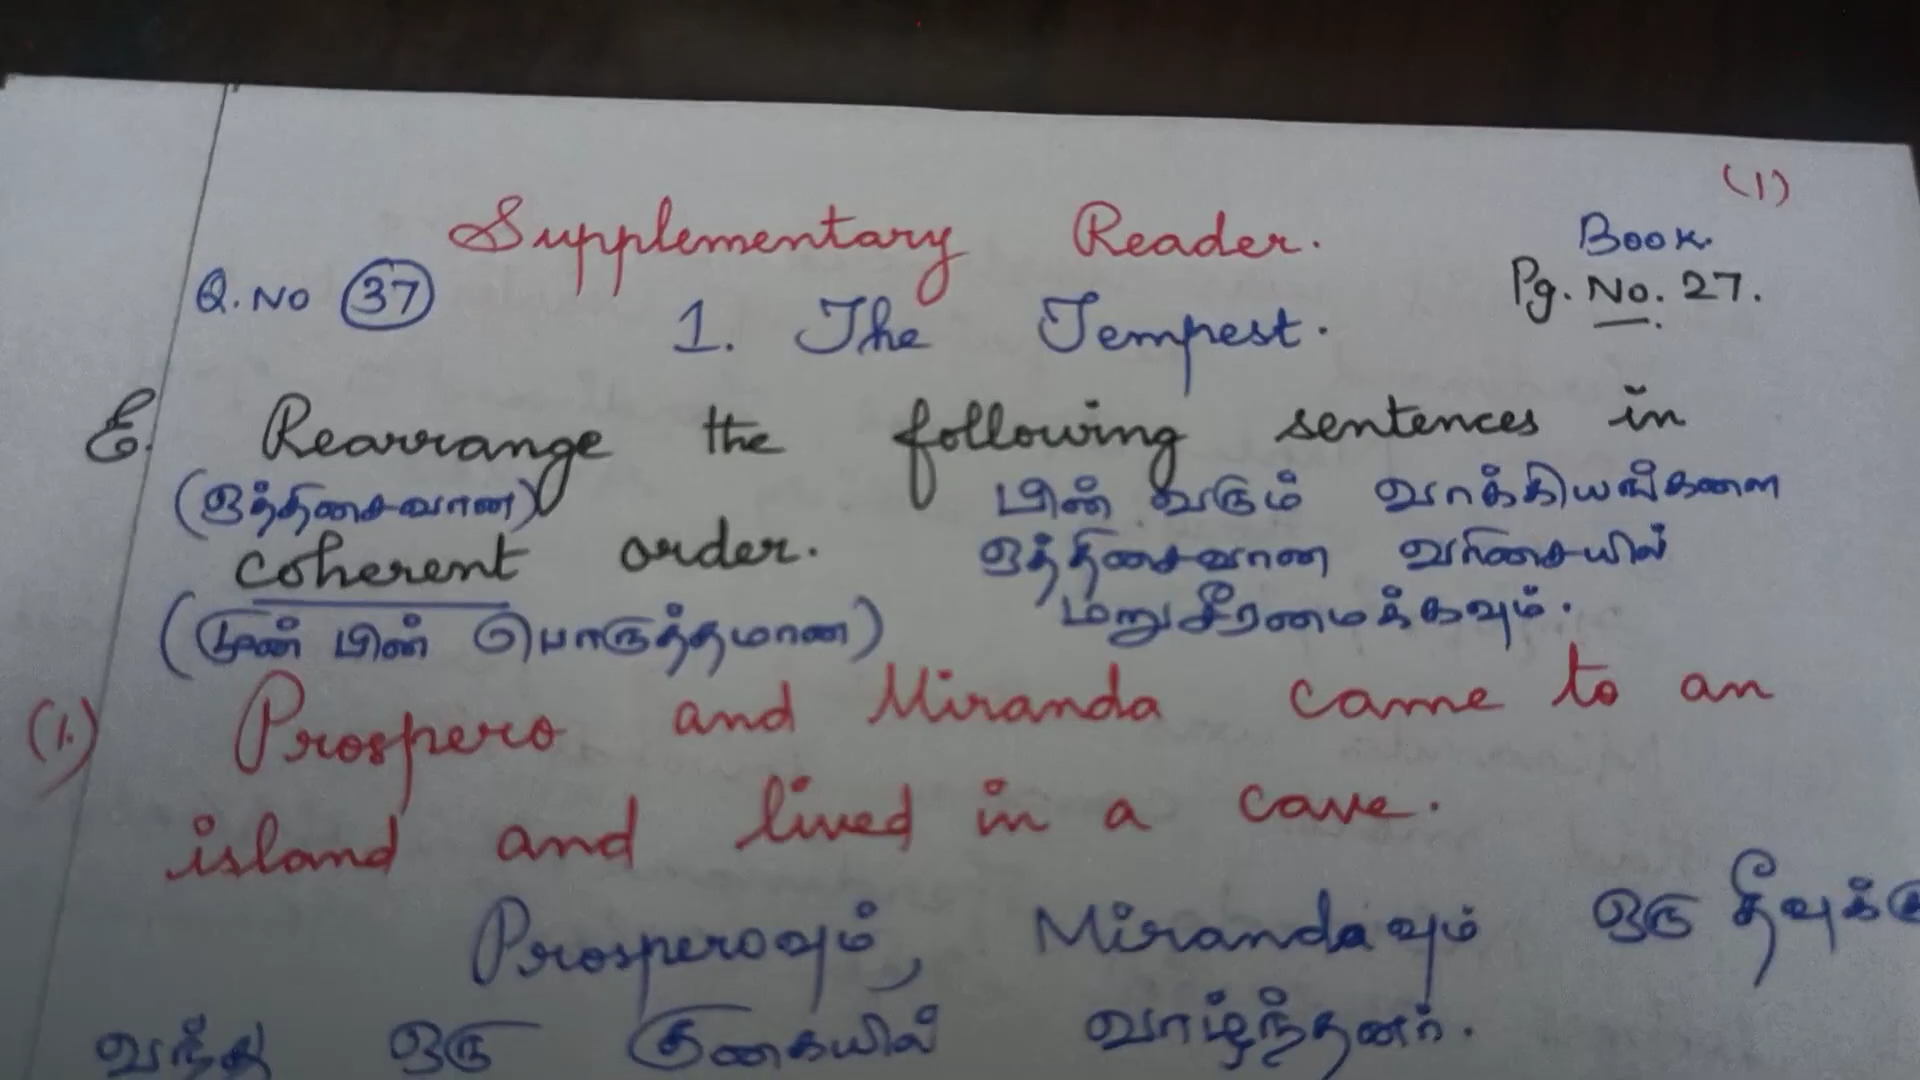 (1)
Supplementary Reader.
Book.
Q. No 37
Pg. No. 27.
1. The Tempest.
E. Rearrange the following sentences in
(ஒத்திசைவான) பின் வரும் வாக்கியங்களை
coherent order. ஒத்திசைவான வரிசையில்
(முன் பின் பொருத்தமான) மறுசீரமைக்கவும்.
(1.) Prospero and Miranda came to an
island and lived in a cave.
Prosperoவும், Mirandaவும் ஒரு தீவுக்கு
வந்து ஒரு குகையில் வாழ்ந்தனர்.